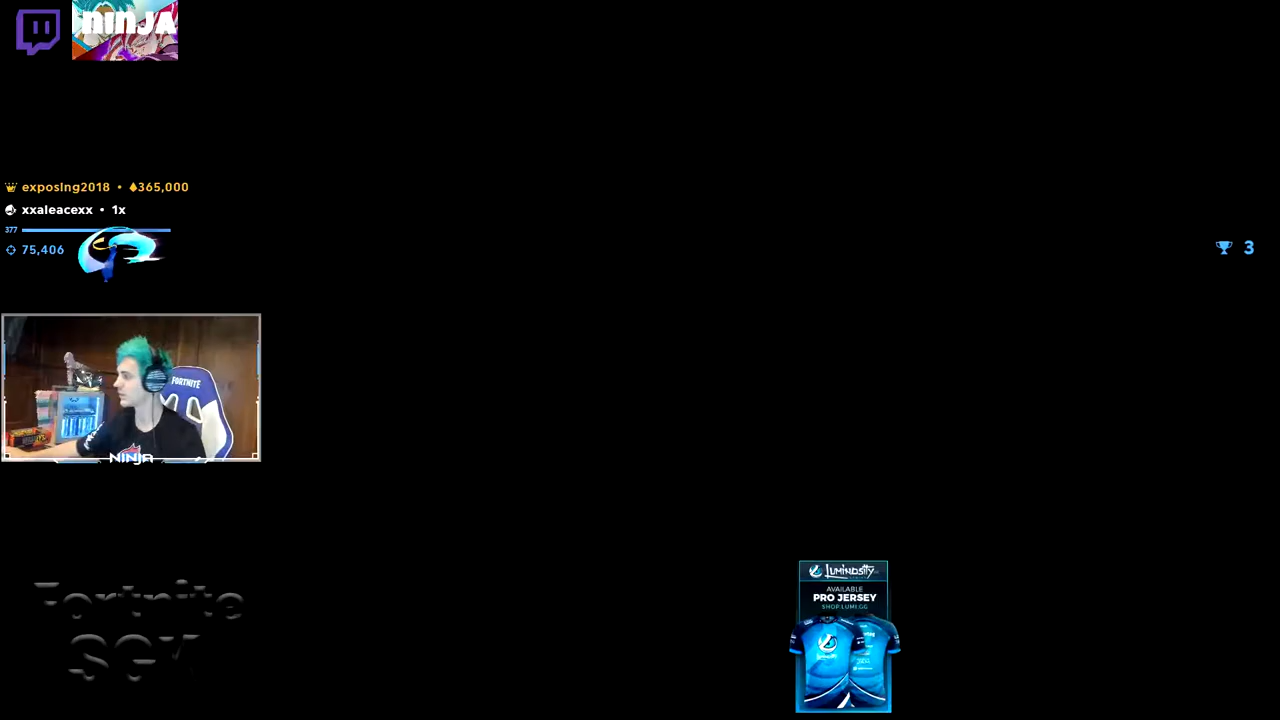 NINJA
exposing2018 • 365,000
xxaleacexx • 1x
377
75,406
3
FORTNITE
NINJA
LUMINOSITY
AVAILABLE
PRO JERSEY
SHOP.LUMI.GG
Fortnite